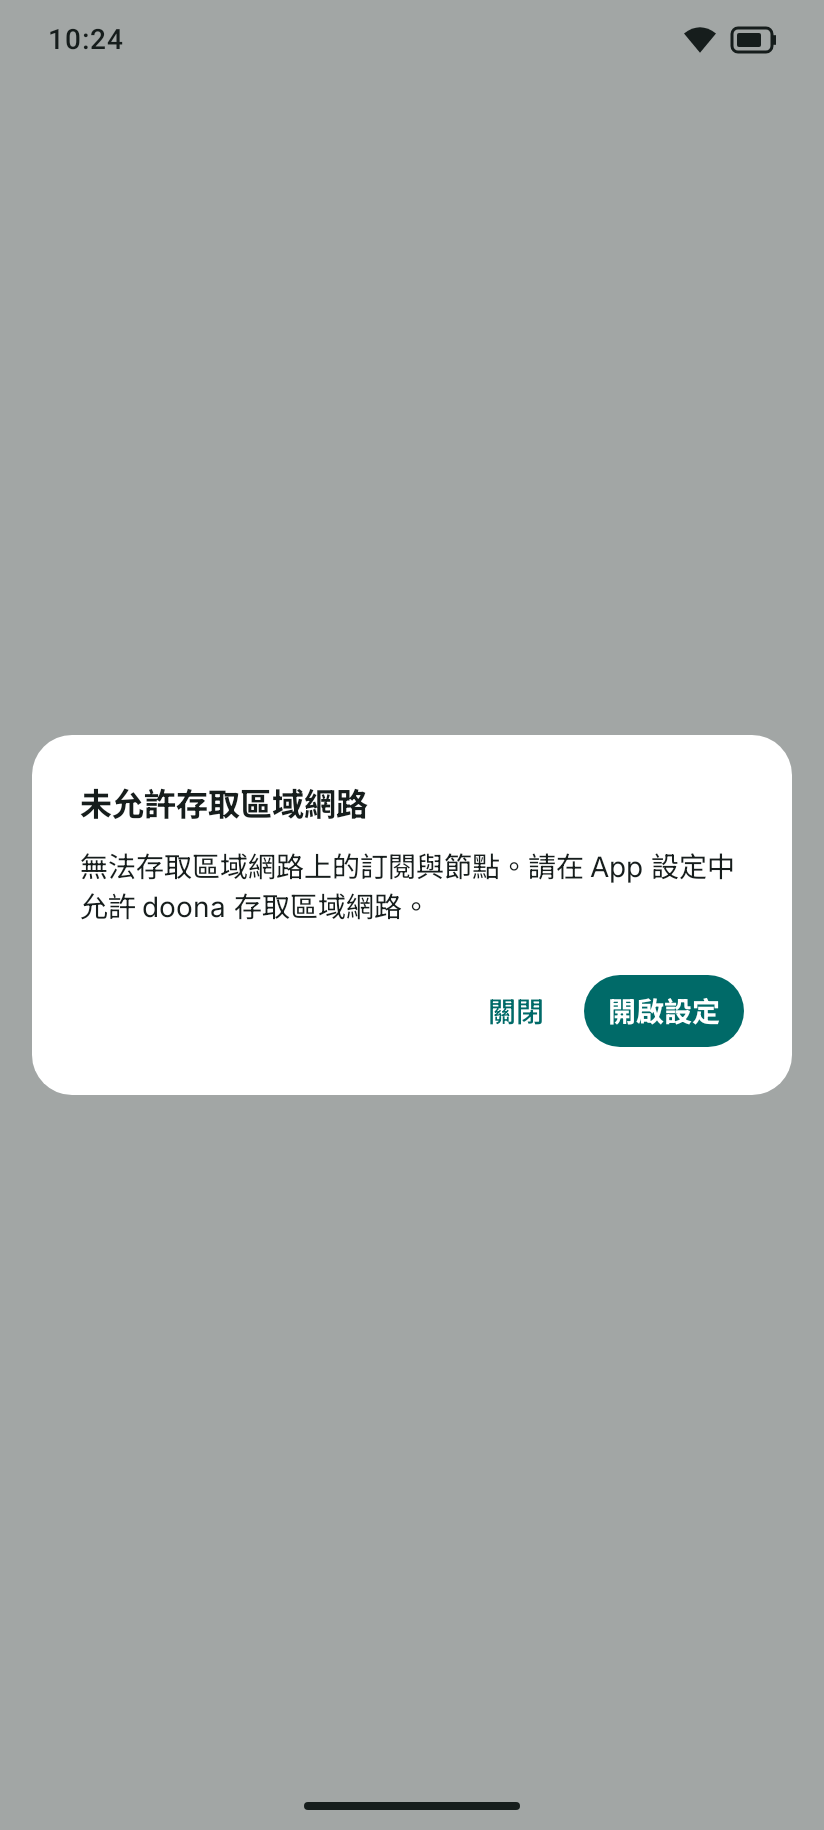 10:24
未允許存取區域網路
無法存取區域網路上的訂閱與節點。請在 App 設定中
允許 doona 存取區域網路。
關閉
開啟設定